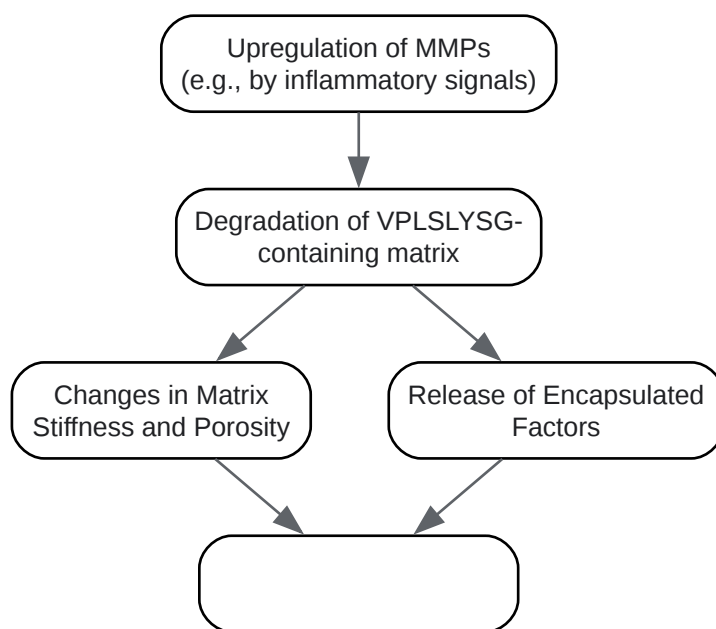 Upregulation of MMPs
(e.g., by inflammatory signals)
Degradation of VPLSLYSG-
containing matrix
Changes in Matrix
Stiffness and Porosity
Release of Encapsulated
Factors